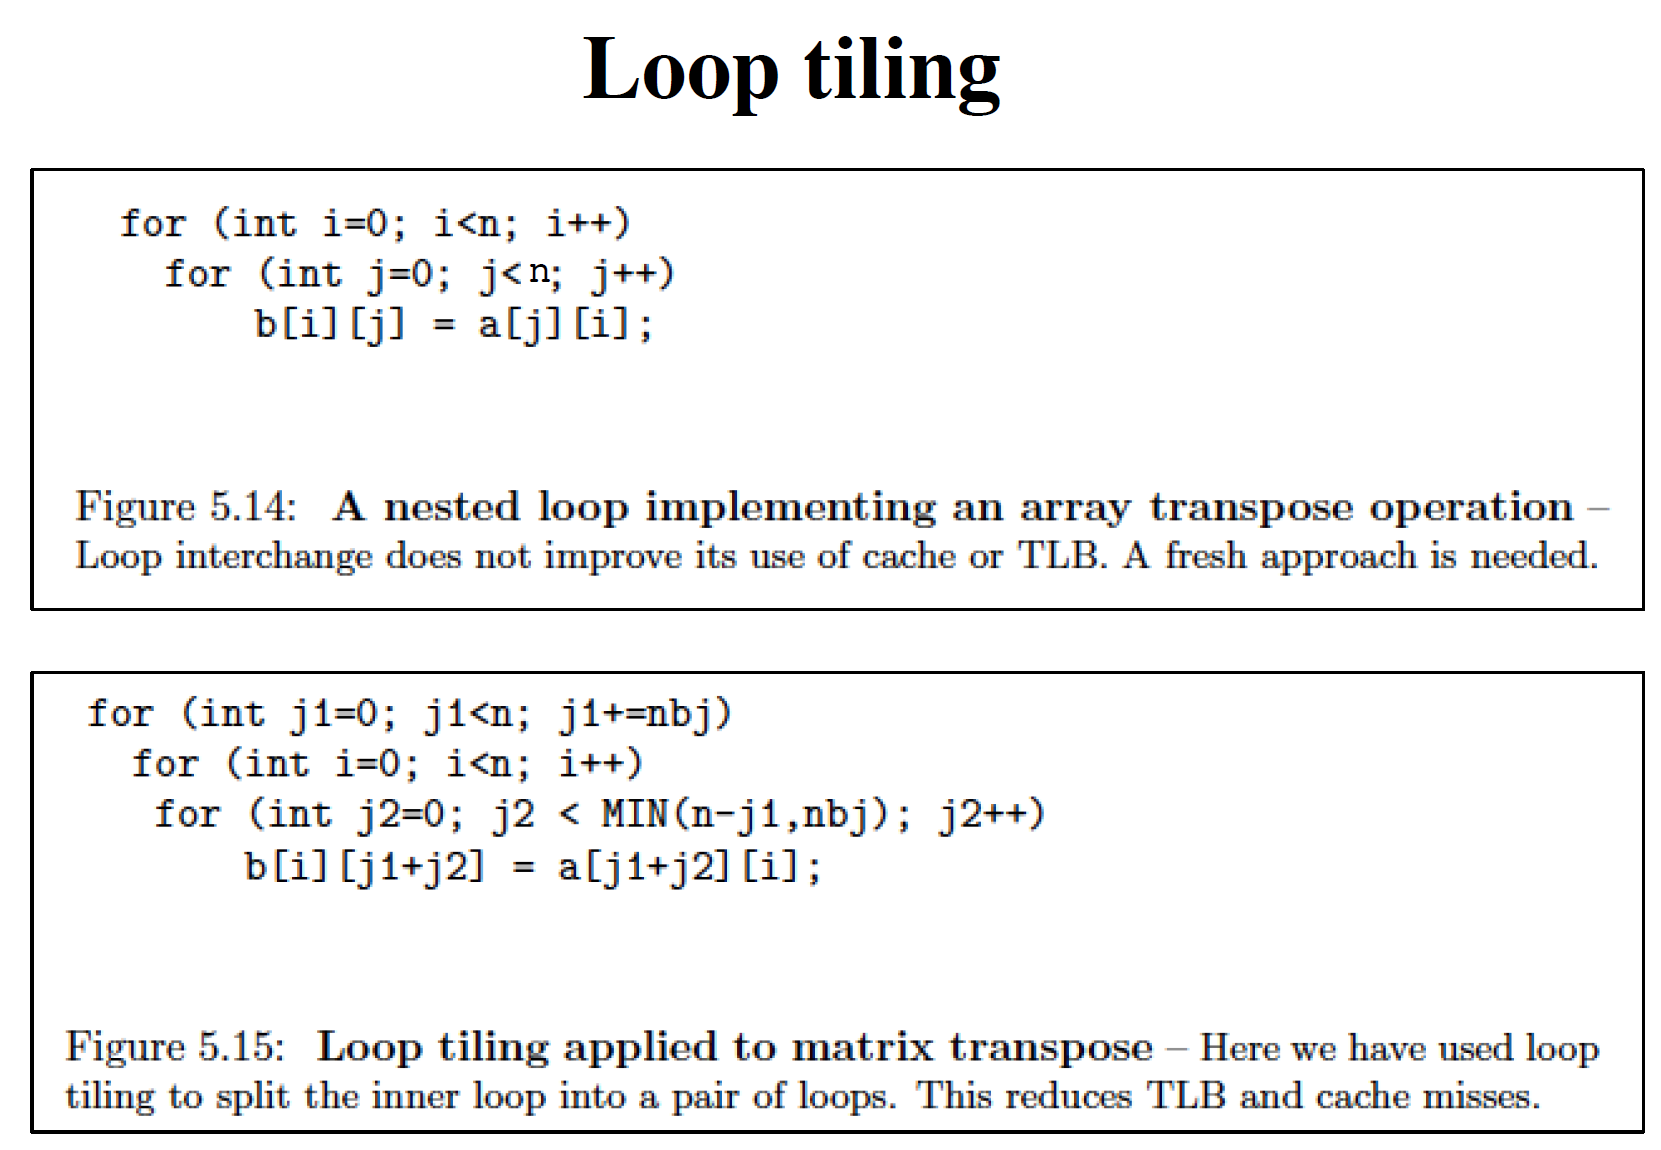 Loop tiling
for (int i=0; i<n; i++)
for (int j=0; j<n; j++)
b[i][j] = a[j][i];
Figure 5.14: A nested loop implementing an array transpose operation –
Loop interchange does not improve its use of cache or TLB. A fresh approach is needed.
for (int j1=0; j1<n; j1+=nbj)
for (int i=0; i<n; i++)
for (int j2=0; j2 < MIN(n-j1,nbj); j2++)
b[i][j1+j2] = a[j1+j2][i];
Figure 5.15: Loop tiling applied to matrix transpose – Here we have used loop
tiling to split the inner loop into a pair of loops. This reduces TLB and cache misses.